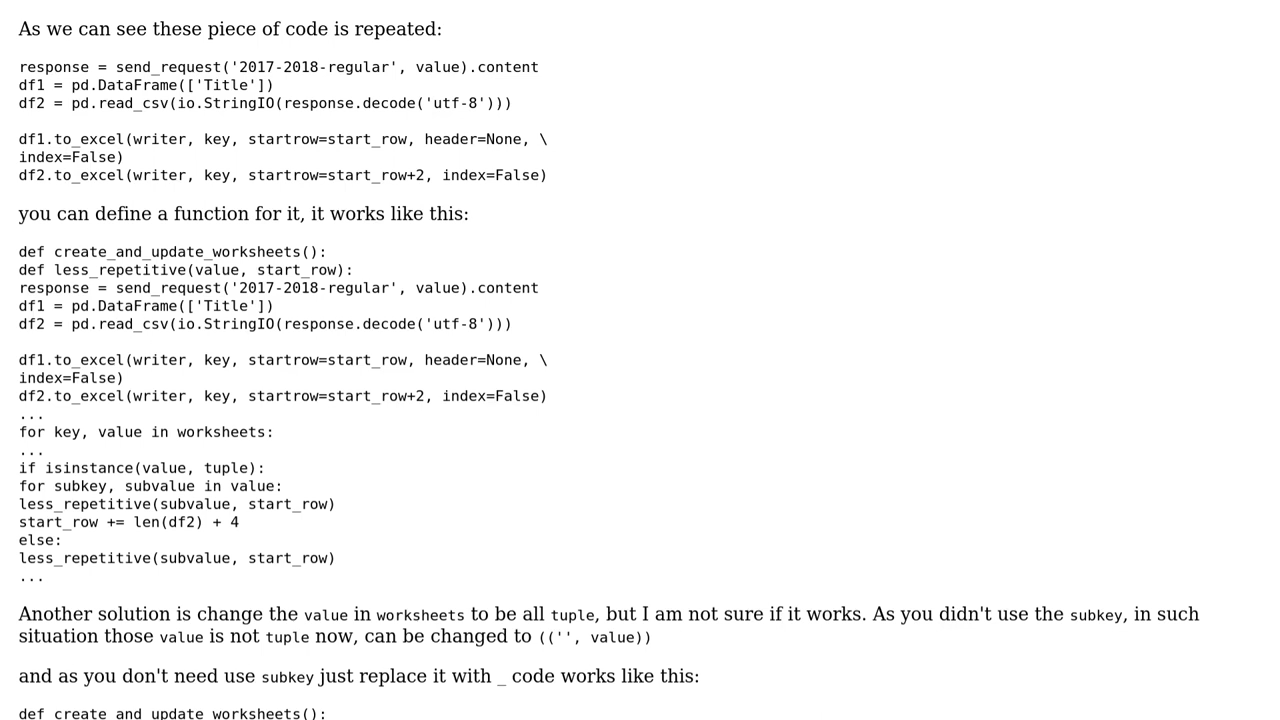 As we can see these piece of code is repeated:
response = send_request('2017-2018-regular', value).content
df1 = pd.DataFrame(['Title'])
df2 = pd.read_csv(io.StringIO(response.decode('utf-8')))
df1.to_excel(writer, key, startrow=start_row, header=None, \
index=False)
df2.to_excel(writer, key, startrow=start_row+2, index=False)
you can define a function for it, it works like this:
def create_and_update_worksheets():
def less_repetitive(value, start_row):
response = send_request('2017-2018-regular', value).content
df1 = pd.DataFrame(['Title'])
df2 = pd.read_csv(io.StringIO(response.decode('utf-8')))
df1.to_excel(writer, key, startrow=start_row, header=None, \
index=False)
df2.to_excel(writer, key, startrow=start_row+2, index=False)
...
for key, value in worksheets:
...
if isinstance(value, tuple):
for subkey, subvalue in value:
less_repetitive(subvalue, start_row)
start_row += len(df2) + 4
else:
less_repetitive(subvalue, start_row)
...
Another solution is change the value in worksheets to be all tuple, but I am not sure if it works. As you didn't use the subkey, in such
situation those value is not tuple now, can be changed to (('', value))
and as you don't need use subkey just replace it with _ code works like this:
def create_and_update_worksheets():